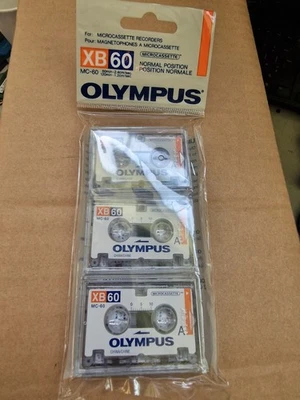 For: MICROCASSETTE RECORDERS
Pour: MAGNETOPHONES A MICROCASSETTE
XB 60
MICROCASSETTE
MC-60
NORMAL POSITION
POSITION NORMALE
OLYMPUS
OLYMPUS
XB 60
MC-60
A
OLYMPUS
XB 60
MICROCASSETTE
MC-60
A
OLYMPUS